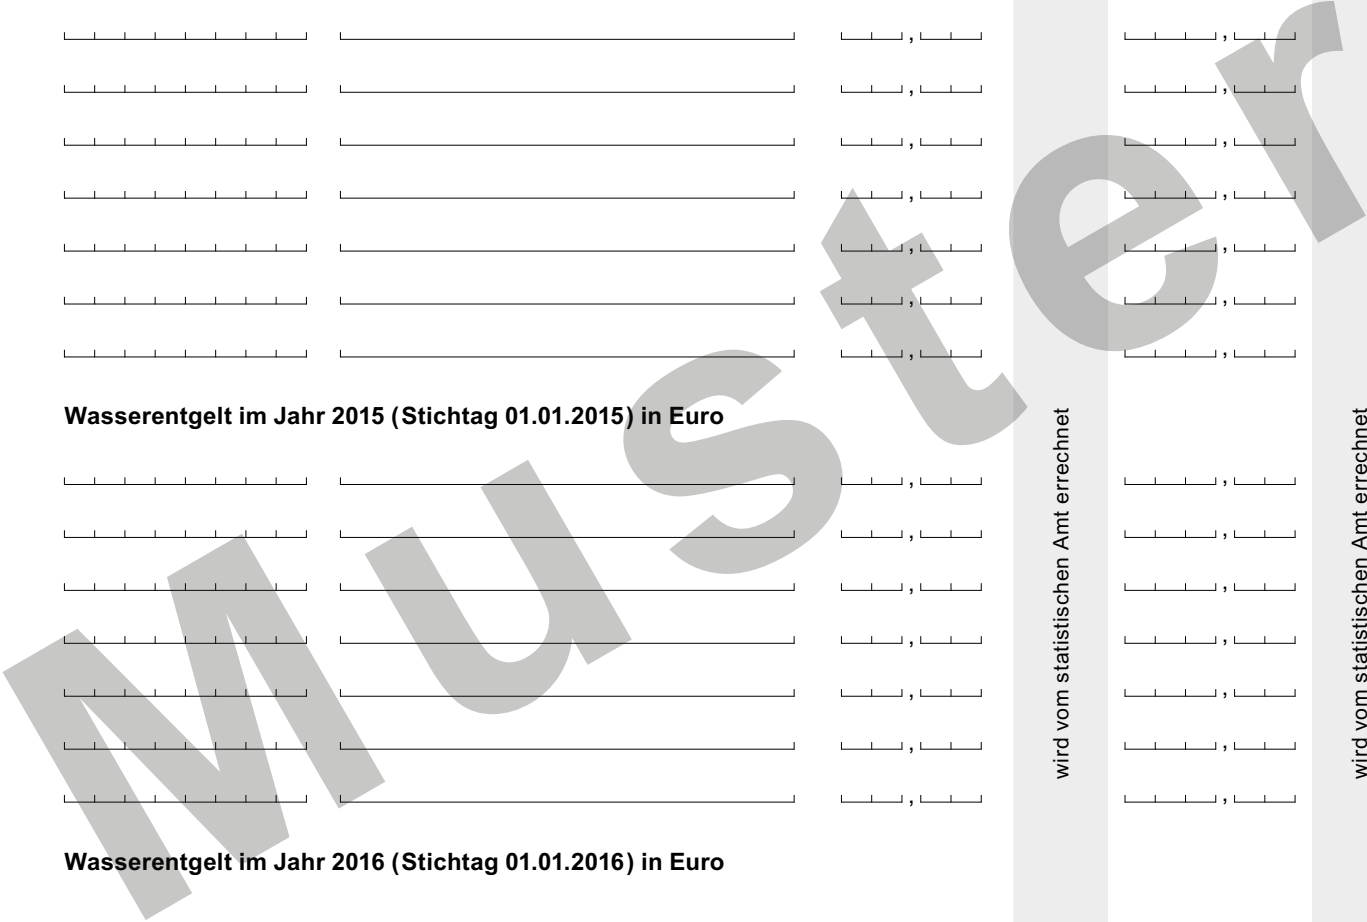 Wasserentgelt im Jahr 2015 (Stichtag 01.01.2015) in Euro
Wasserentgelt im Jahr 2016 (Stichtag 01.01.2016) in Euro
wird vom statistischen Amt errechnet
wird vom statistischen Amt errechnet
Muster